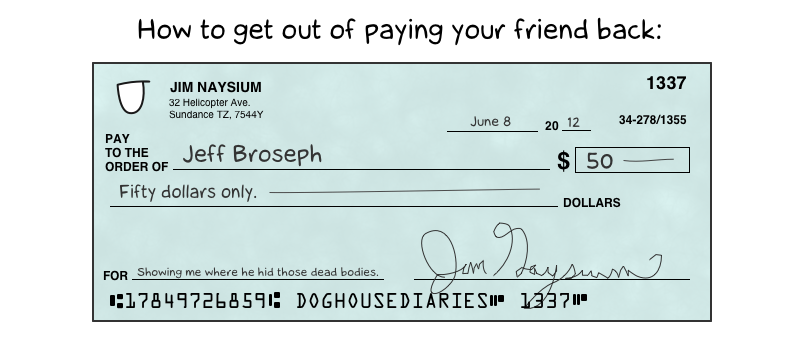 How to get out of paying your friend back:
JIM NAYSIUM
1337
32 Helicopter Ave.
Sundance TZ, 7544Y
June 8 20 12 34-278/1355
PAY
TO THE
ORDER OF Jeff Broseph $ 50
Fifty dollars only. DOLLARS
FOR Showing me where he hid those dead bodies. Jim Naysium
⑆17849726859⑆ DOGHOUSEDIARIES⑈ 1337⑈